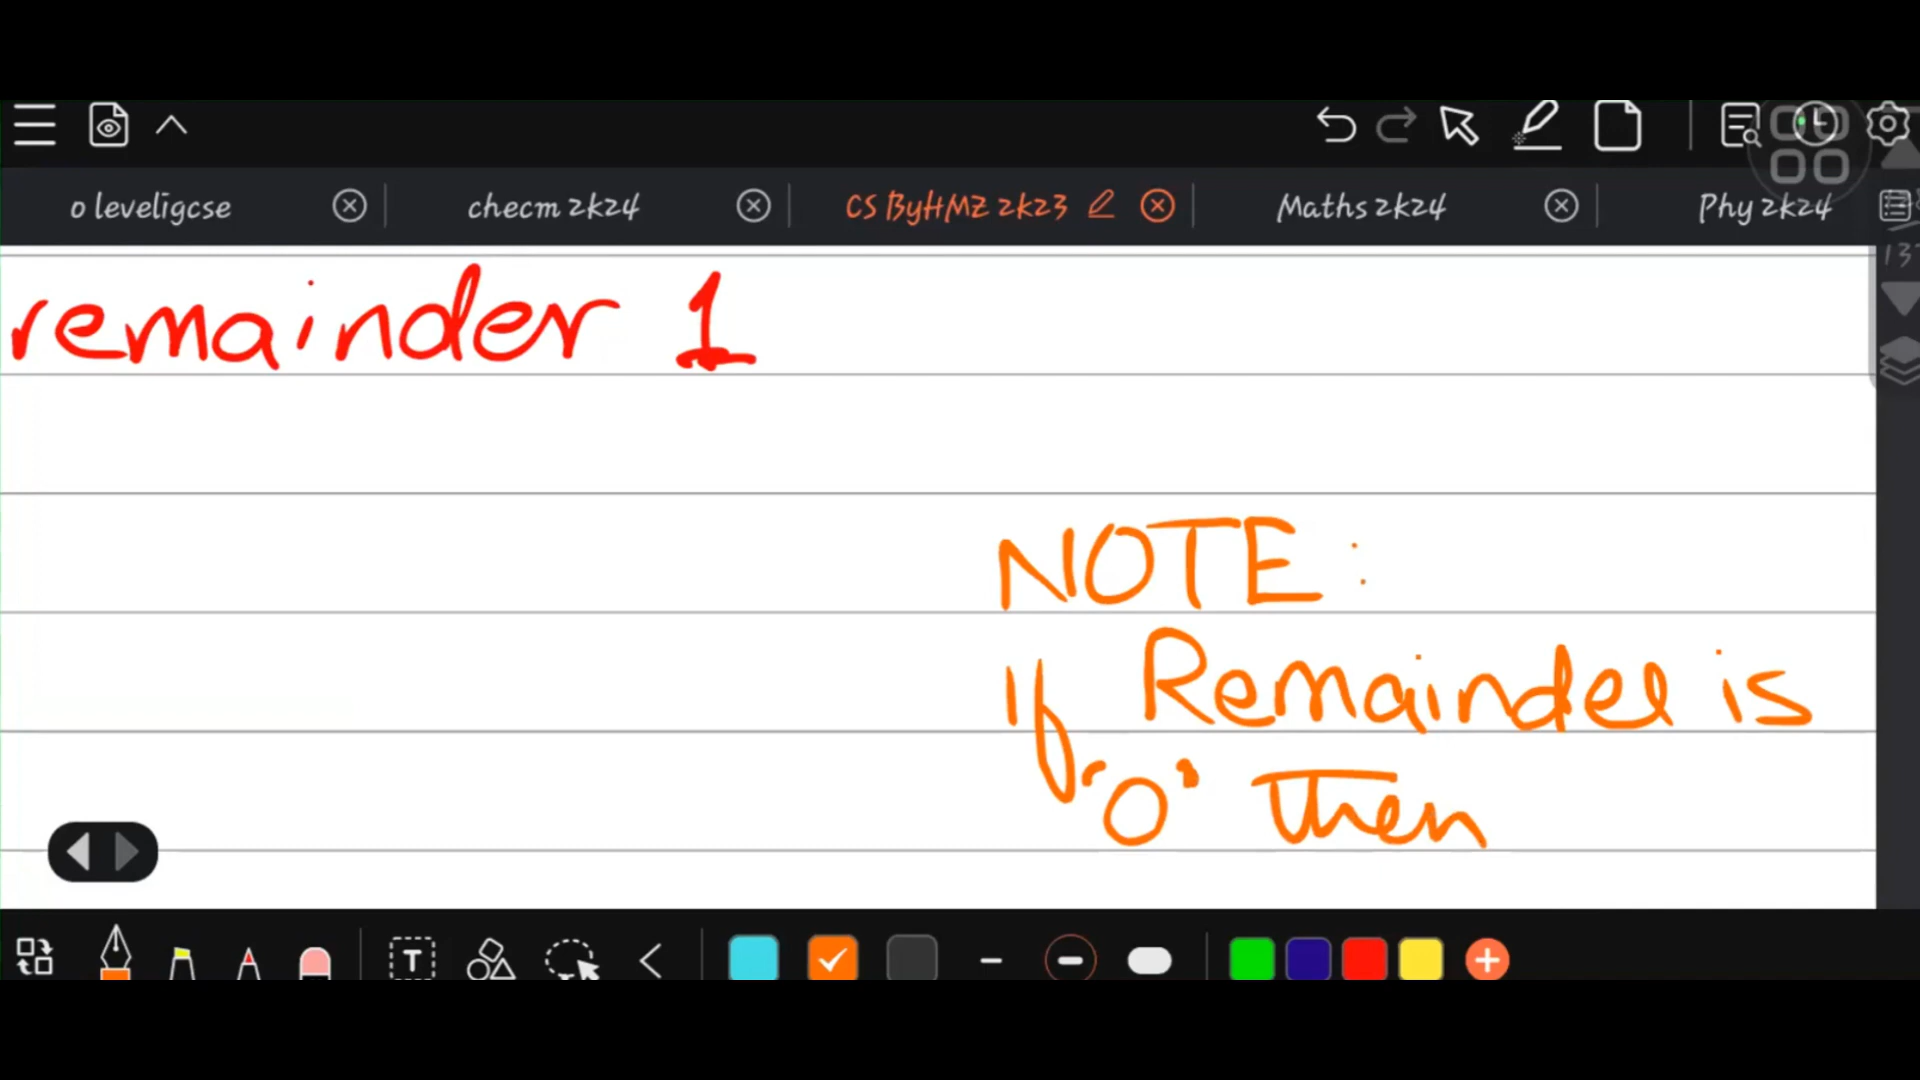 o leveligcse checm 2k24 CS ByHMZ 2k23 Maths 2k24 Phy 2k24
remainder 1
NOTE:
If Remainder is
'0' then
T